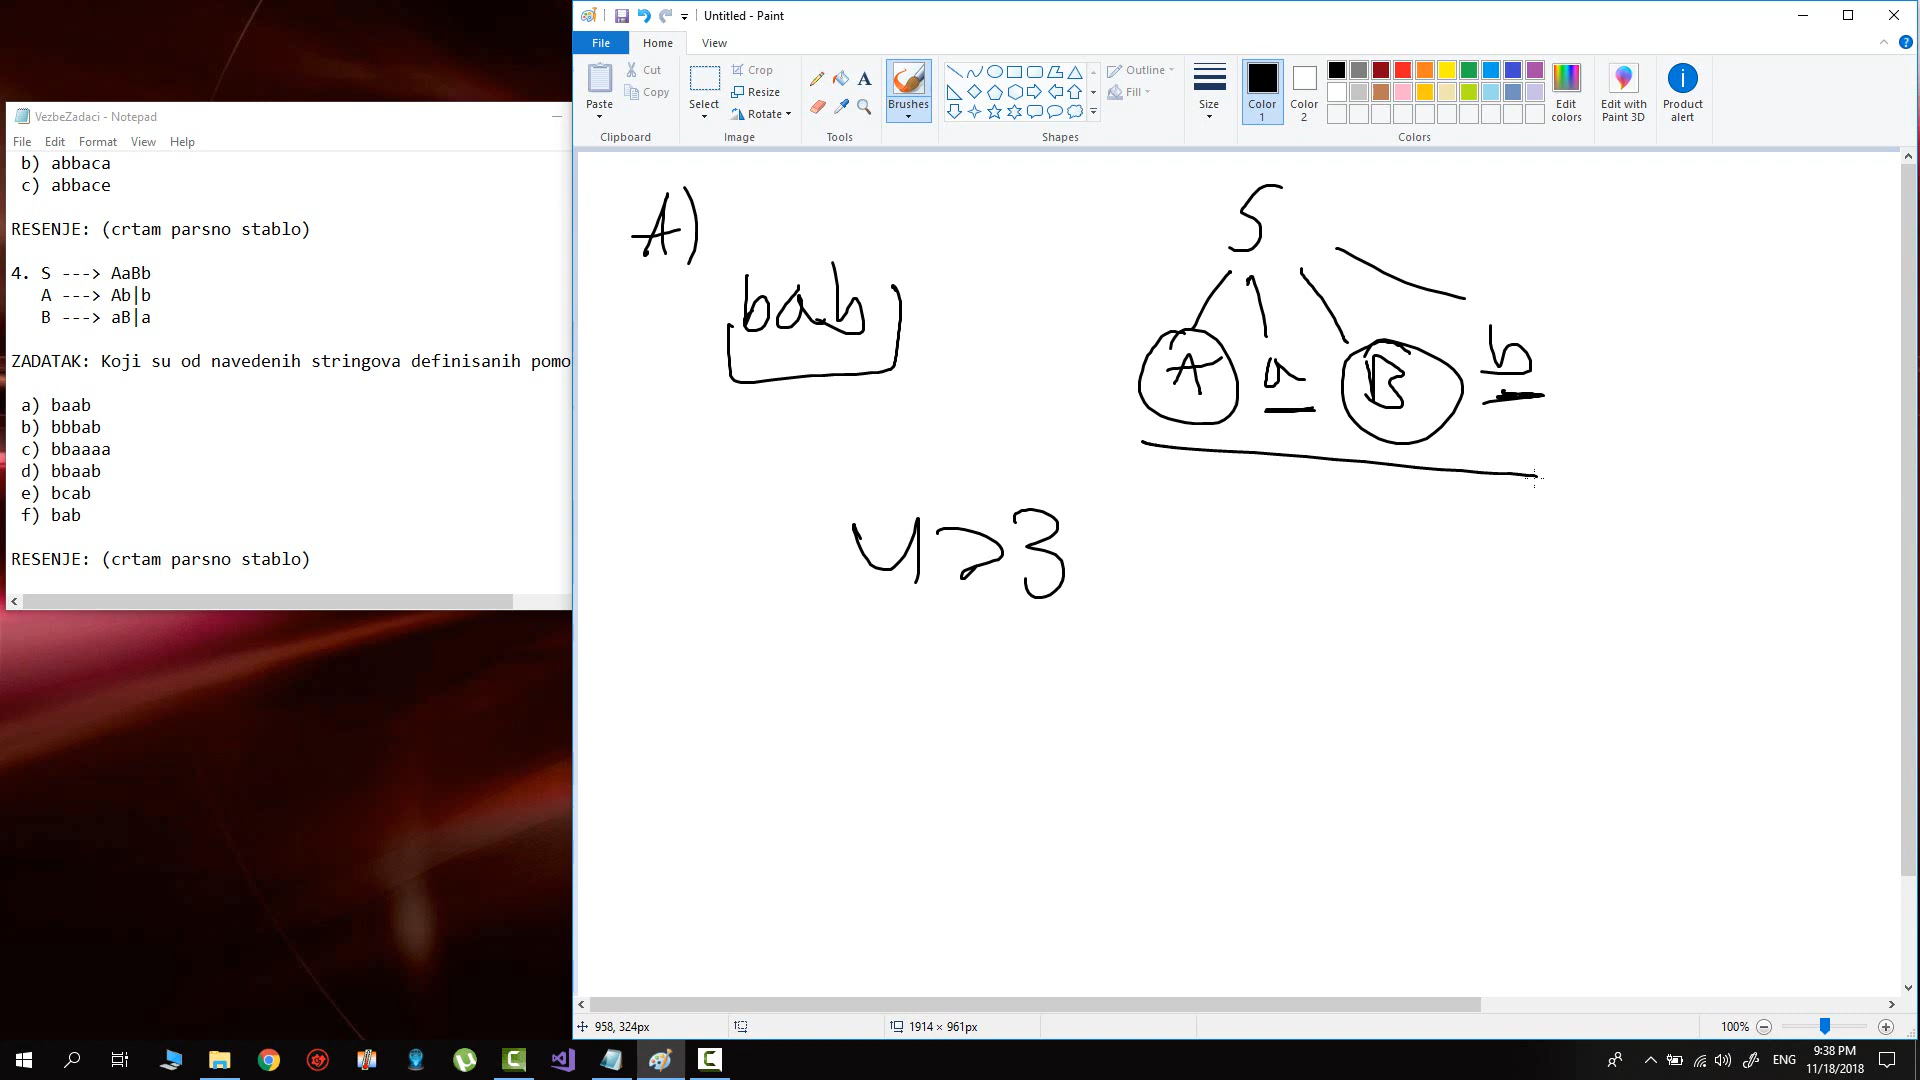 Untitled - Paint
File Home View
Paste
Cut
Copy
Clipboard
Select
Crop
Resize
Rotate
Image
Tools
Brushes
Shapes
Outline
Fill
Size
Color 1
Color 2
Colors
Edit colors
Edit with Paint 3D
Product alert
VezbeZadaci - Notepad
File Edit Format View Help
b) abbaca
c) abbace
RESENJE: (crtam parsno stablo)
4. S ---> AaBb
A ---> Ab|b
B ---> aB|a
ZADATAK: Koji su od navedenih stringova definisanih pomo
a) baab
b) bbbab
c) bbaaaa
d) bbaab
e) bcab
f) bab
RESENJE: (crtam parsno stablo)
A)
bab
S
A a B b
4>3
958, 324px
1914 × 961px
100%
ENG
9:38 PM
11/18/2018